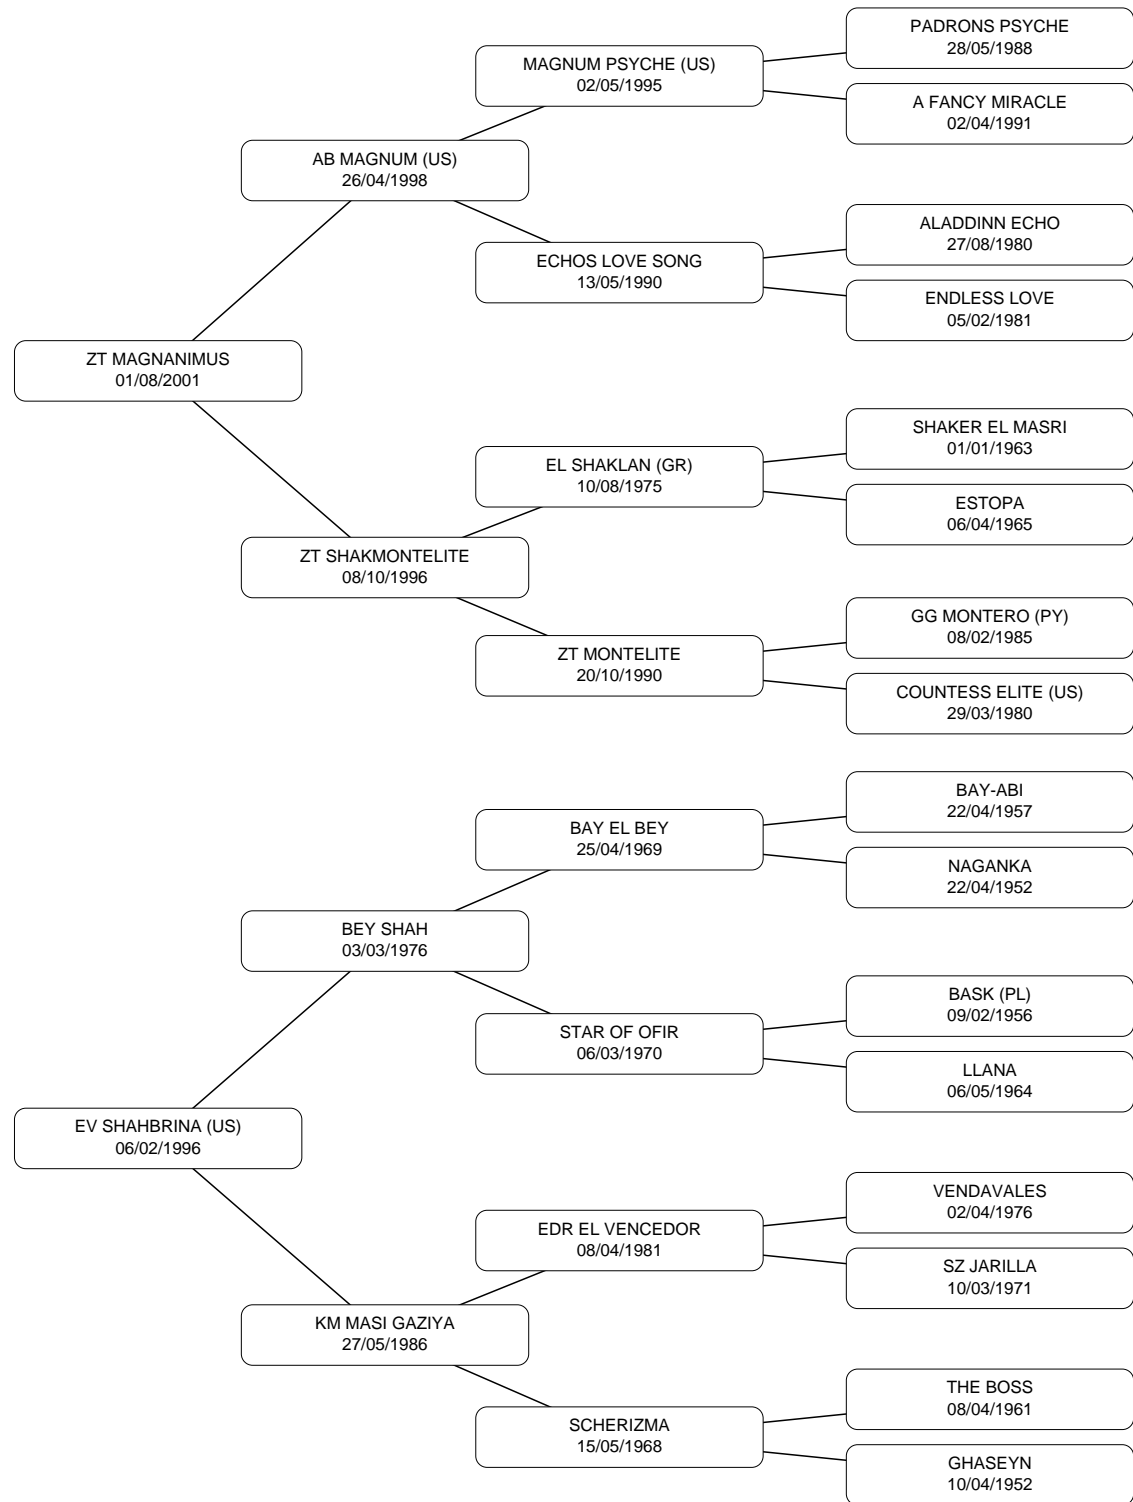 PADRONS PSYCHE
28/05/1988
MAGNUM PSYCHE (US)
02/05/1995
A FANCY MIRACLE
02/04/1991
AB MAGNUM (US)
26/04/1998
ALADDINN ECHO
27/08/1980
ECHOS LOVE SONG
13/05/1990
ENDLESS LOVE
05/02/1981
ZT MAGNANIMUS
01/08/2001
SHAKER EL MASRI
01/01/1963
EL SHAKLAN (GR)
10/08/1975
ESTOPA
06/04/1965
ZT SHAKMONTELITE
08/10/1996
GG MONTERO (PY)
08/02/1985
ZT MONTELITE
20/10/1990
COUNTESS ELITE (US)
29/03/1980
BAY-ABI
22/04/1957
BAY EL BEY
25/04/1969
NAGANKA
22/04/1952
BEY SHAH
03/03/1976
BASK (PL)
09/02/1956
STAR OF OFIR
06/03/1970
LLANA
06/05/1964
EV SHAHBRINA (US)
06/02/1996
VENDAVALES
02/04/1976
EDR EL VENCEDOR
08/04/1981
SZ JARILLA
10/03/1971
KM MASI GAZIYA
27/05/1986
THE BOSS
08/04/1961
SCHERIZMA
15/05/1968
GHASEYN
10/04/1952